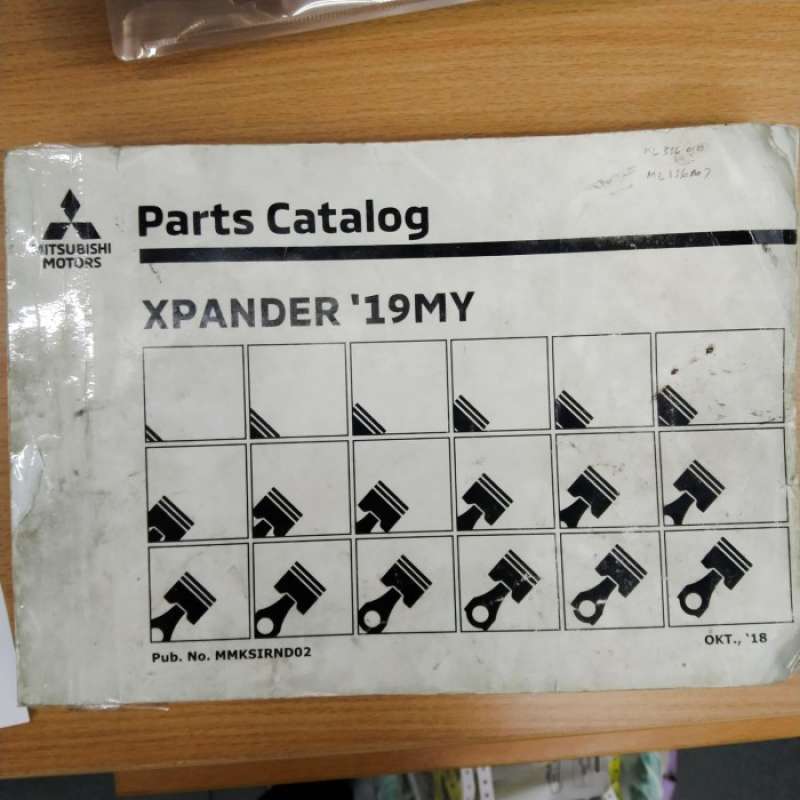 MITSUBISHI
MOTORS
Parts Catalog
XPANDER '19MY
Pub. No. MMKSIRND02
OKT., '18